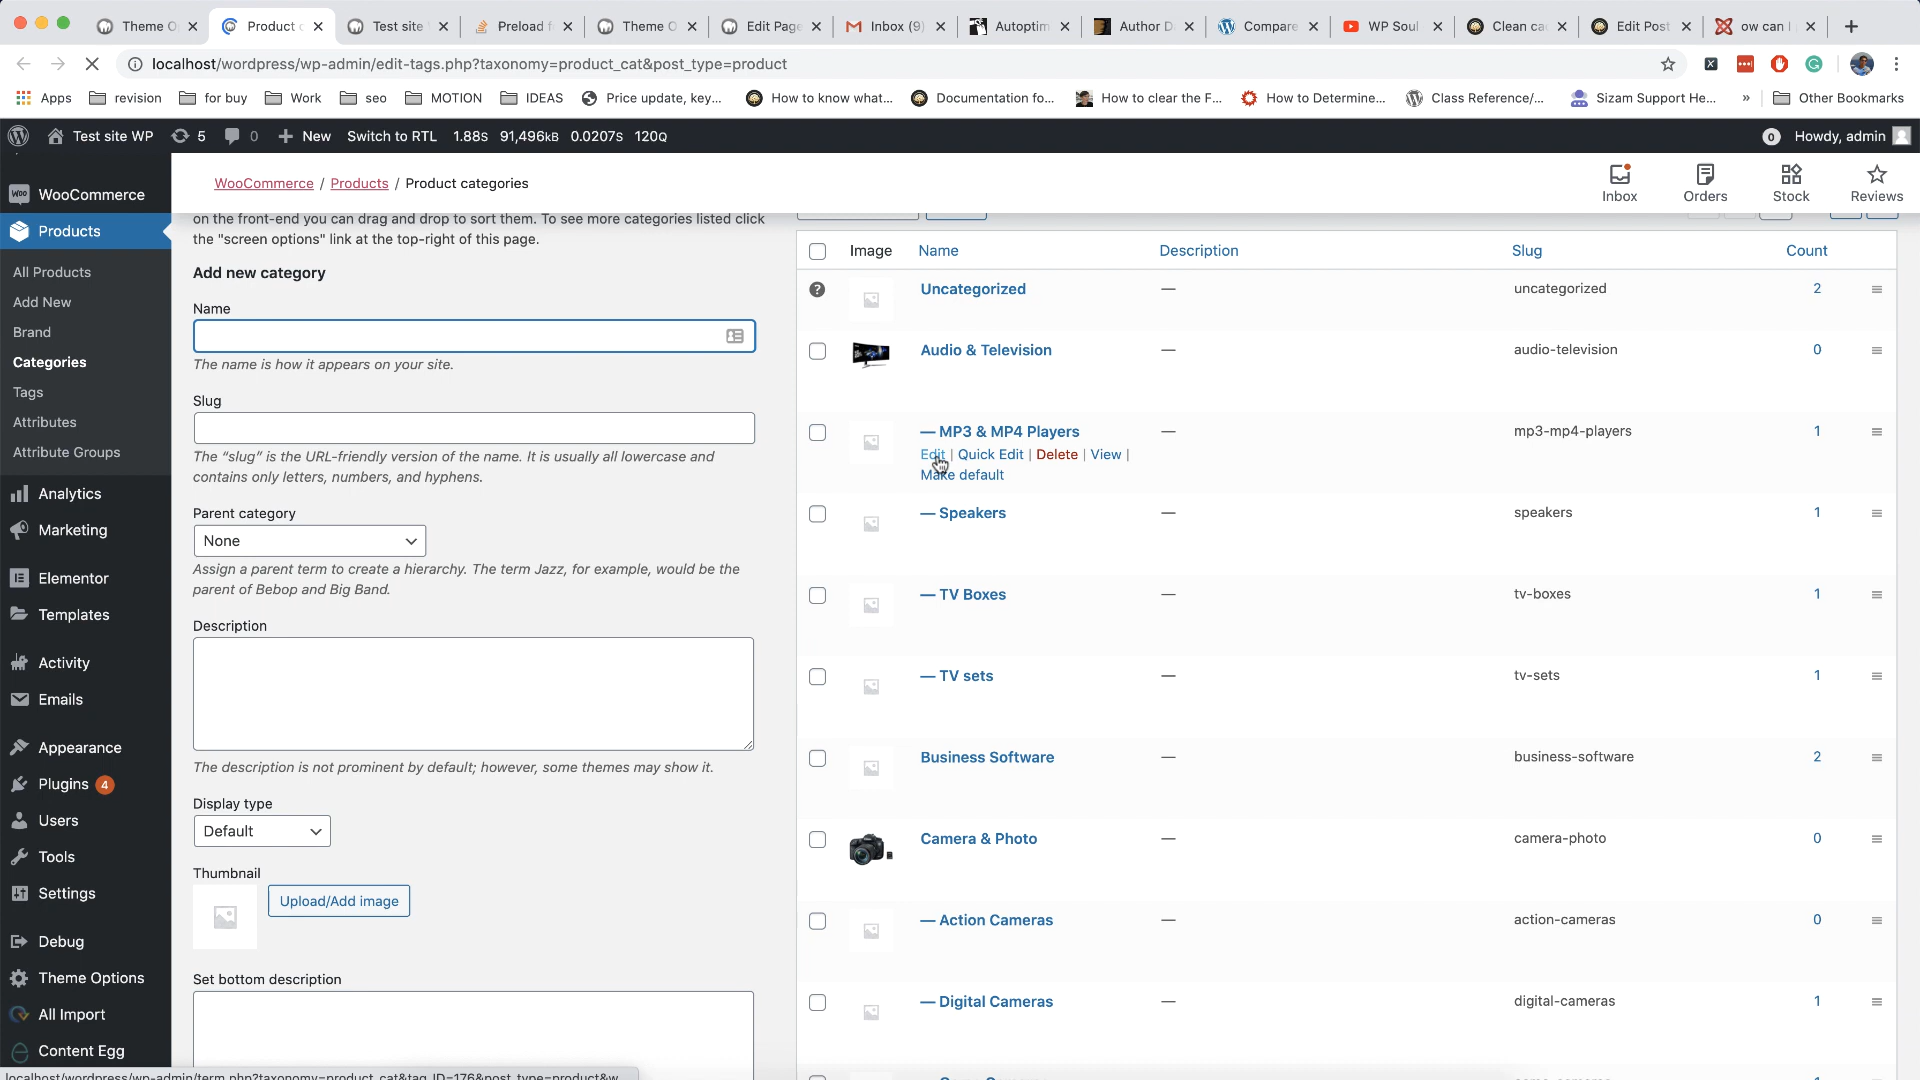 Theme O
Product c
Test site
Preload f
Theme O
Edit Page
Inbox (9)
Autoptim
Author D
Compare
WP Soul
Clean ca
Edit Post
ow can I
localhost/wordpress/wp-admin/edit-tags.php?taxonomy=product_cat&post_type=product
Apps revision for buy Work seo MOTION IDEAS Price update, key... How to know what... Documentation fo... How to clear the F... How to Determine... Class Reference/... Sizam Support He... » Other Bookmarks
Test site WP 5 0 New Switch to RTL 1.88s 91,496kB 0.0207s 120Q 0 Howdy, admin
WooCommerce
Products
All Products
Add New
Brand
Categories
Tags
Attributes
Attribute Groups
Analytics
Marketing
Elementor
Templates
Activity
Emails
Appearance
Plugins 4
Users
Tools
Settings
Debug
Theme Options
All Import
Content Egg
WooCommerce / Products / Product categories
Inbox
Orders
Stock
Reviews
on the front-end you can drag and drop to sort them. To see more categories listed click
the "screen options" link at the top-right of this page.
Add new category
Name
The name is how it appears on your site.
Slug
The “slug” is the URL-friendly version of the name. It is usually all lowercase and
contains only letters, numbers, and hyphens.
Parent category
None
Assign a parent term to create a hierarchy. The term Jazz, for example, would be the
parent of Bebop and Big Band.
Description
The description is not prominent by default; however, some themes may show it.
Display type
Default
Thumbnail
Upload/Add image
Set bottom description
Image Name Description Slug Count
Uncategorized — uncategorized 2
Audio & Television — audio-television 0
— MP3 & MP4 Players — mp3-mp4-players 1
Edit | Quick Edit | Delete | View |
Make default
— Speakers — speakers 1
— TV Boxes — tv-boxes 1
— TV sets — tv-sets 1
Business Software — business-software 2
Camera & Photo — camera-photo 0
— Action Cameras — action-cameras 0
— Digital Cameras — digital-cameras 1
localhost/wordpress/wp-admin/term.php?taxonomy=product_cat&tag_ID=176&post_type=product&w...